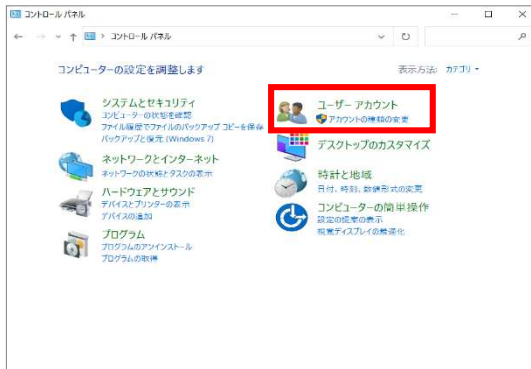 コントロール パネル
コントロール パネル
コンピューターの設定を調整します
表示方法: カテゴリ
システムとセキュリティ
コンピューターの状態を確認
ファイル履歴でファイルのバックアップ コピーを保存
バックアップと復元 (Windows 7)
ネットワークとインターネット
ネットワークの状態とタスクの表示
ハードウェアとサウンド
デバイスとプリンターの表示
デバイスの追加
プログラム
プログラムのアンインストール
プログラムの取得
ユーザー アカウント
アカウントの種類の変更
デスクトップのカスタマイズ
時計と地域
日付、時刻、数値形式の変更
コンピューターの簡単操作
設定の提案の表示
視覚ディスプレイの最適化